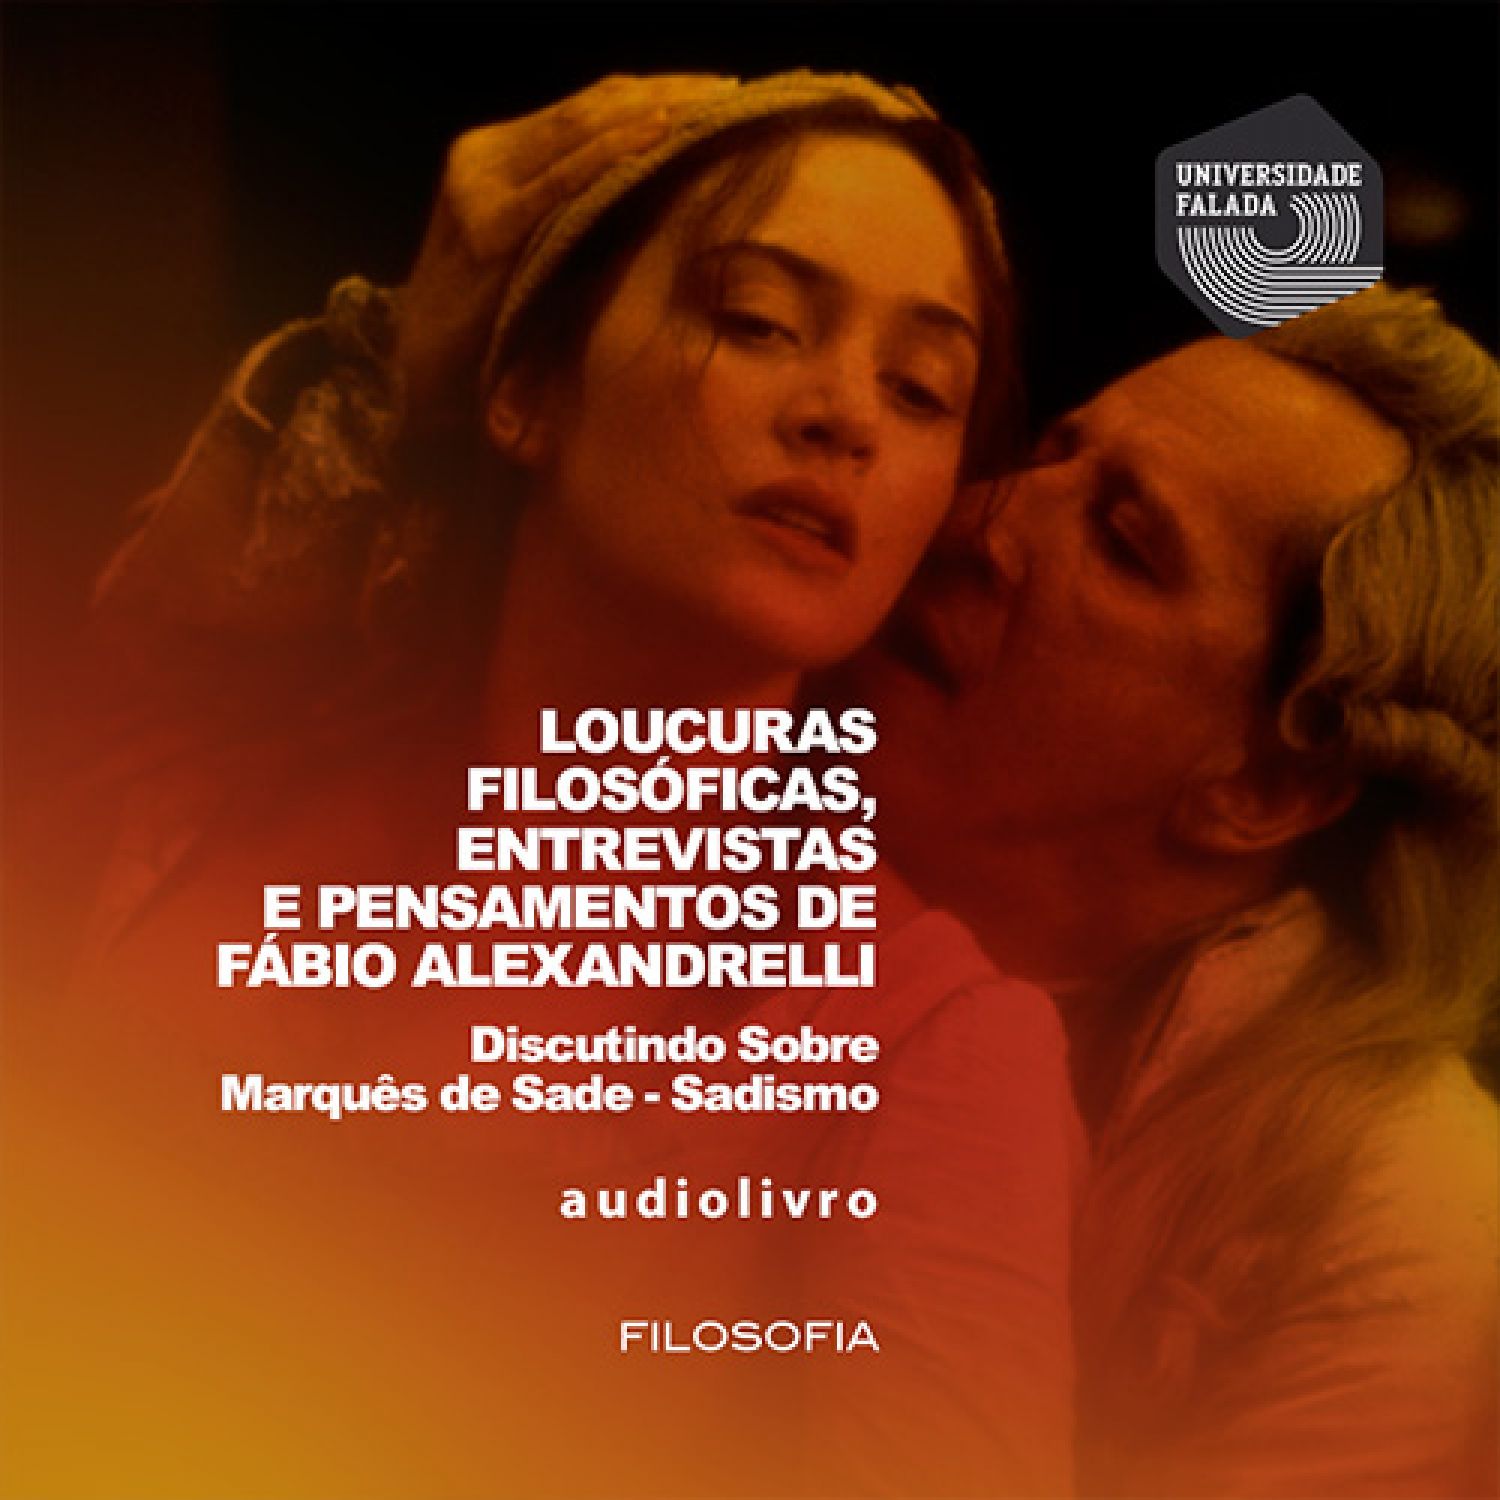 UNIVERSIDADE
FALADA
LOUCURAS
FILOSÓFICAS,
ENTREVISTAS
E PENSAMENTOS DE
FÁBIO ALEXANDRELLI
Discutindo Sobre
Marquês de Sade - Sadismo
audiolivro
FILOSOFIA